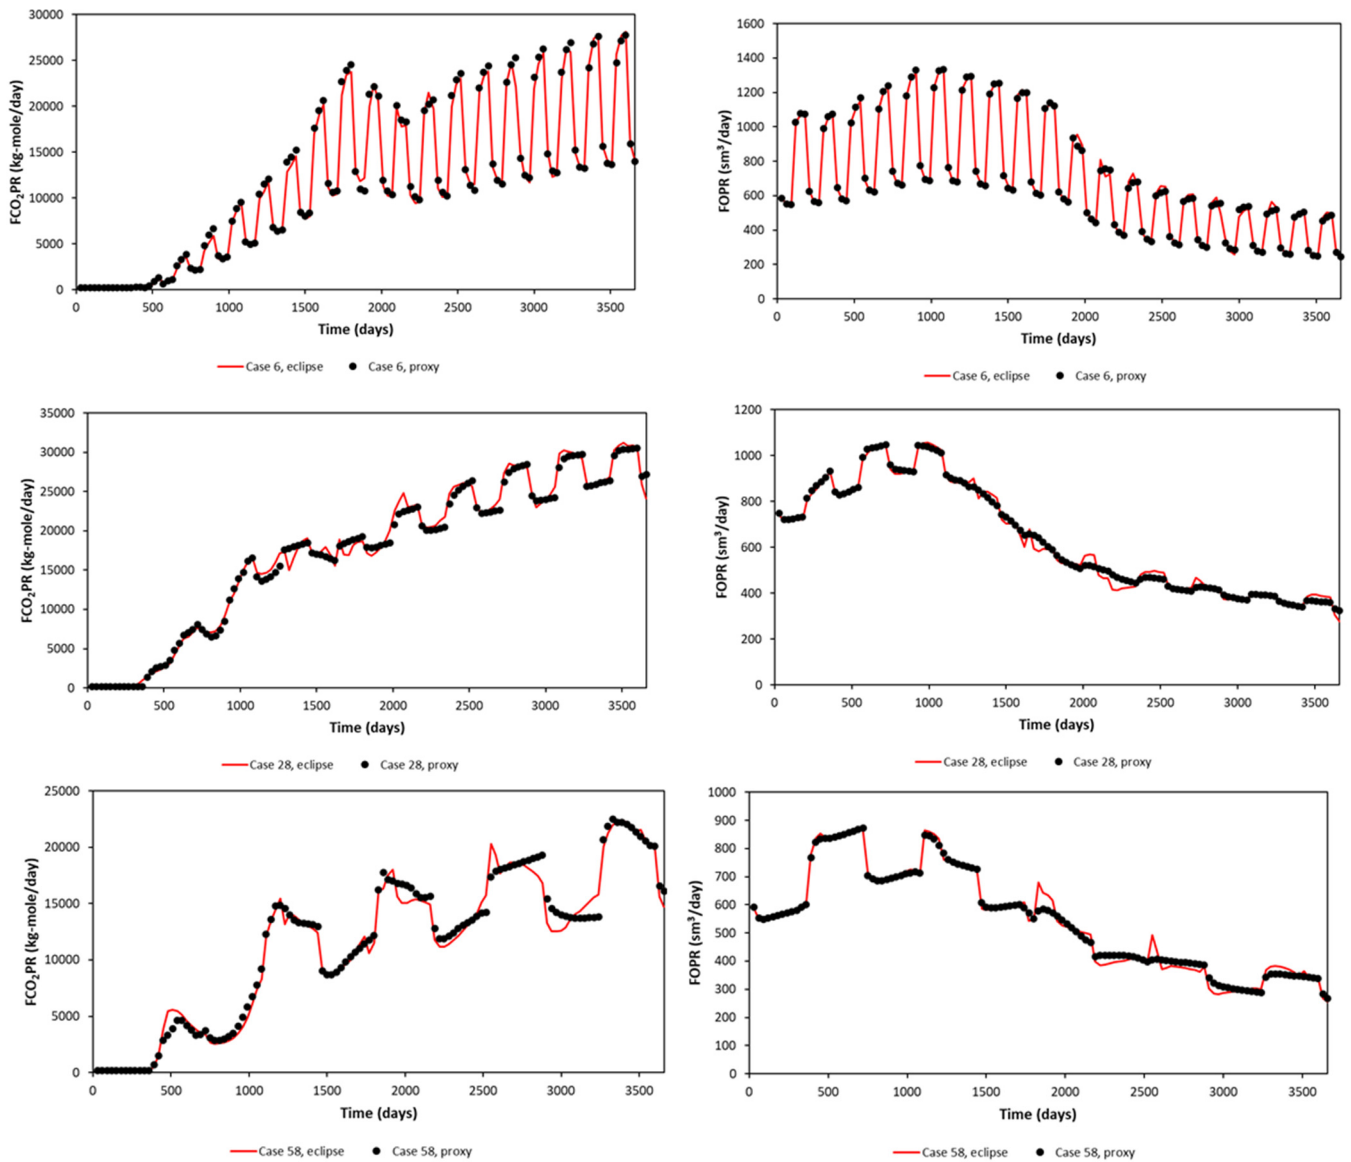 30000
25000
20000
15000
10000
5000
0
FCO₂PR (kg-mole/day)
0 500 1000 1500 2000 2500 3000 3500
Time (days)
Case 6, eclipse Case 6, proxy
1600
1400
1200
1000
800
600
400
200
0
FOPR (sm³/day)
0 500 1000 1500 2000 2500 3000 3500
Time (days)
Case 6, eclipse Case 6, proxy
35000
30000
25000
20000
15000
10000
5000
0
FCO₂PR (kg-mole/day)
0 500 1000 1500 2000 2500 3000 3500
Time (days)
Case 28, eclipse Case 28, proxy
1200
1000
800
600
400
200
0
FOPR (sm³/day)
0 500 1000 1500 2000 2500 3000 3500
Time (days)
Case 28, eclipse Case 28, proxy
25000
20000
15000
10000
5000
0
FCO₂PR (kg-mole/day)
0 500 1000 1500 2000 2500 3000 3500
Time (days)
Case 58, eclipse Case 58, proxy
1000
900
800
700
600
500
400
300
200
100
0
FOPR (sm³/day)
0 500 1000 1500 2000 2500 3000 3500
Time (days)
Case 58, eclipse Case 58, proxy